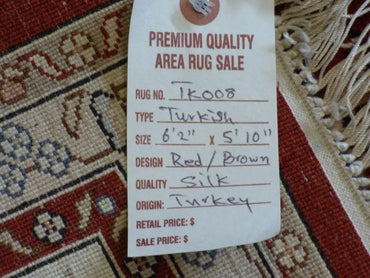 PREMIUM QUALITY
AREA RUG SALE
RUG NO. TK008
TYPE Turkish
SIZE 6'2" X 5'10"
DESIGN Red/Brown
QUALITY Silk
ORIGIN: Turkey
RETAIL PRICE: $
SALE PRICE: $